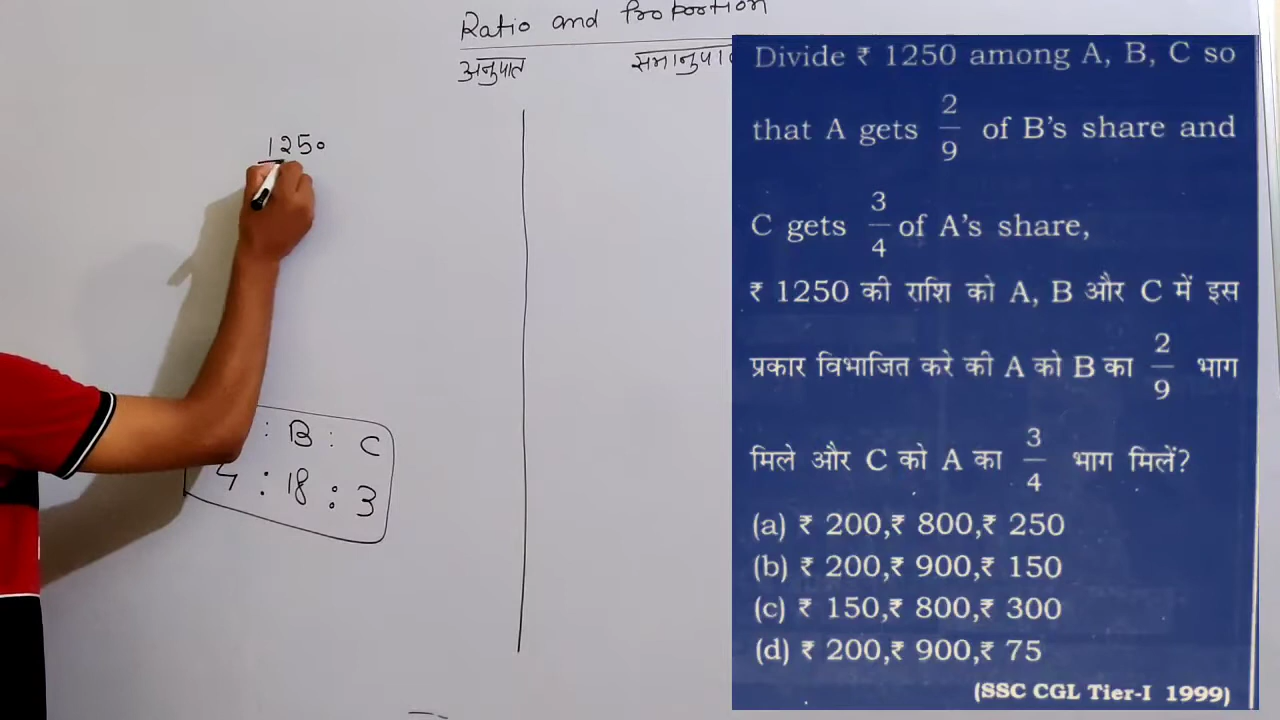 Ratio and Proportion
अनुपात
समानुपा
1250
: B : C
4 : 18 : 3
Divide ₹ 1250 among A, B, C so
that A gets 2/9 of B's share and
C gets 3/4 of A's share,
₹ 1250 की राशि को A, B और C में इस
प्रकार विभाजित करे की A को B का 2/9 भाग
मिले और C को A का 3/4 भाग मिलें?
(a) ₹ 200,₹ 800,₹ 250
(b) ₹ 200,₹ 900,₹ 150
(c) ₹ 150,₹ 800,₹ 300
(d) ₹ 200,₹ 900,₹ 75
(SSC CGL Tier-I 1999)